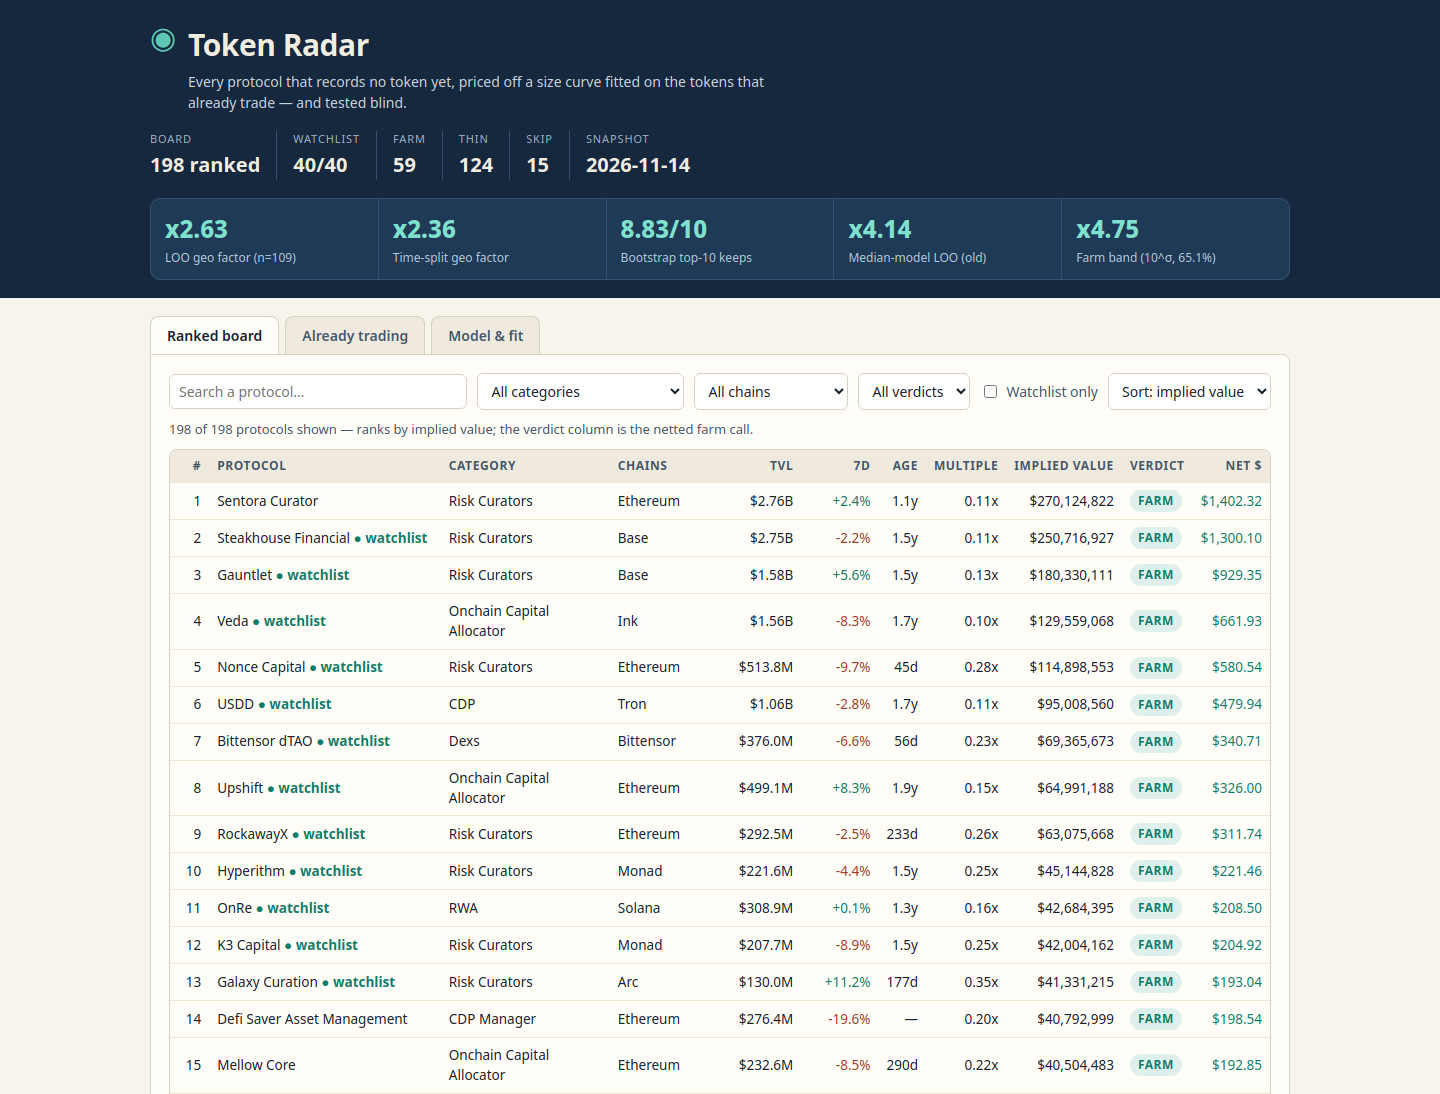 Token Radar
Every protocol that records no token yet, priced off a size curve fitted on the tokens that
already trade — and tested blind.
BOARD WATCHLIST FARM THIN SKIP SNAPSHOT
198 ranked 40/40 59 124 15 2026-11-14
x2.63 x2.36 8.83/10 x4.14 x4.75
LOO geo factor (n=109) Time-split geo factor Bootstrap top-10 keeps Median-model LOO (old) Farm band (10^σ, 65.1%)
Ranked board Already trading Model & fit
Search a protocol... All categories All chains All verdicts Watchlist only Sort: implied value
198 of 198 protocols shown — ranks by implied value; the verdict column is the netted farm call.
# PROTOCOL CATEGORY CHAINS TVL 7D AGE MULTIPLE IMPLIED VALUE VERDICT NET $
1 Sentora Curator Risk Curators Ethereum $2.76B +2.4% 1.1y 0.11x $270,124,822 FARM $1,402.32
2 Steakhouse Financial ● watchlist Risk Curators Base $2.75B -2.2% 1.5y 0.11x $250,716,927 FARM $1,300.10
3 Gauntlet ● watchlist Risk Curators Base $1.58B +5.6% 1.5y 0.13x $180,330,111 FARM $929.35
4 Veda ● watchlist Onchain Capital Allocator Ink $1.56B -8.3% 1.7y 0.10x $129,559,068 FARM $661.93
5 Nonce Capital ● watchlist Risk Curators Ethereum $513.8M -9.7% 45d 0.28x $114,898,553 FARM $580.54
6 USDD ● watchlist CDP Tron $1.06B -2.8% 1.7y 0.11x $95,008,560 FARM $479.94
7 Bittensor dTAO ● watchlist Dexs Bittensor $376.0M -6.6% 56d 0.23x $69,365,673 FARM $340.71
8 Upshift ● watchlist Onchain Capital Allocator Ethereum $499.1M +8.3% 1.9y 0.15x $64,991,188 FARM $326.00
9 RockawayX ● watchlist Risk Curators Ethereum $292.5M -2.5% 233d 0.26x $63,075,668 FARM $311.74
10 Hyperithm ● watchlist Risk Curators Monad $221.6M -4.4% 1.5y 0.25x $45,144,828 FARM $221.46
11 OnRe ● watchlist RWA Solana $308.9M +0.1% 1.3y 0.16x $42,684,395 FARM $208.50
12 K3 Capital ● watchlist Risk Curators Monad $207.7M -8.9% 1.5y 0.25x $42,004,162 FARM $204.92
13 Galaxy Curation ● watchlist Risk Curators Arc $130.0M +11.2% 177d 0.35x $41,331,215 FARM $193.04
14 Defi Saver Asset Management CDP Manager Ethereum $276.4M -19.6% — 0.20x $40,792,999 FARM $198.54
15 Mellow Core Onchain Capital Allocator Ethereum $232.6M -8.5% 290d 0.22x $40,504,483 FARM $192.85